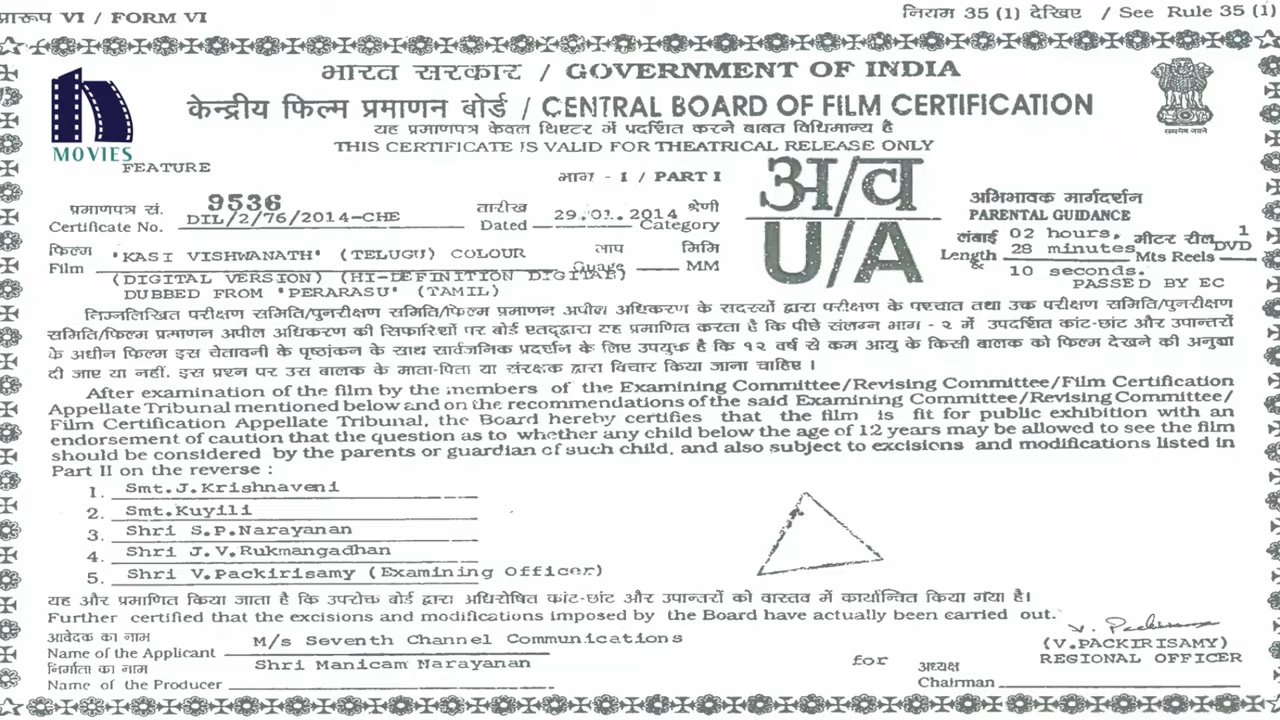 प्रारूप VI / FORM VI
नियम 35 (1) देखिए / See Rule 35 (1)
भारत सरकार / GOVERNMENT OF INDIA
केन्द्रीय फिल्म प्रमाणन बोर्ड / CENTRAL BOARD OF FILM CERTIFICATION
यह प्रमाणपत्र केवल थिएटर में प्रदर्शित करने बाबत विधिमान्य है
THIS CERTIFICATE IS VALID FOR THEATRICAL RELEASE ONLY
MOVIES
सत्यमेव जयते
FEATURE
भाग - I / PART I
अ/व
U/A
अभिभावक मार्गदर्शन
PARENTAL GUIDANCE
प्रमाणपत्र सं. 9536
Certificate No. DIL/2/76/2014-CHE
तारीख
Dated 29.01.2014
श्रेणी
Category
लंबाई 02 hours, मीटर रील 1
Length 28 minutes Mts Reels DVD
& 10 seconds.
PASSED BY EC
फिल्म
Film 'KASI VISHWANATH' (TELUGU) COLOUR
(DIGITAL VERSION) (HI-DEFINITION DIGITAL)
DUBBED FROM 'PERARASU' (TAMIL)
मिमि
MM
निम्नलिखित परीक्षण समिति/पुनरीक्षण समिति/फिल्म प्रमाणन अपील अधिकरण के सदस्यों द्वारा परीक्षण के पश्चात तथा उक्त परीक्षण समिति/पुनरीक्षण
समिति/फिल्म प्रमाणन अपील अधिकरण की सिफारिशों पर बोर्ड एतद्द्वारा यह प्रमाणित करता है कि पीछे संलग्न भाग - २ में उपदर्शित कांट-छांट और उपान्तरों
के अधीन फिल्म इस चेतावनी के पृष्ठांकन के साथ सार्वजनिक प्रदर्शन के लिए उपयुक्त है कि १२ वर्ष से कम आयु के किसी बालक को फिल्म देखने की अनुज्ञा
दी जाए या नहीं. इस प्रश्न पर उस बालक के माता-पिता या संरक्षक द्वारा विचार किया जाना चाहिए ।
After examination of the film by the members of the Examining Committee/Revising Committee/Film Certification
Appellate Tribunal mentioned below and on the recommendations of the said Examining Committee/Revising Committee/
Film Certification Appellate Tribunal, the Board hereby certifies that the film is fit for public exhibition with an
endorsement of caution that the question as to whether any child below the age of 12 years may be allowed to see the film
should be considered by the parents or guardian of such child, and also subject to excisions and modifications listed in
Part II on the reverse :
1. Smt.J.Krishnaveni
2. Smt.Kuyili
3. Shri S.P.Narayanan
4. Shri J.V.Rukmangadhan
5. Shri V.Packirisamy (Examining Officer)
यह और प्रमाणित किया जाता है कि उपरोक्त बोर्ड द्वारा अधिरोपित कांट-छांट और उपान्तरों को वास्तव में कार्यान्वित किया गया है।
Further certified that the excisions and modifications imposed by the Board have actually been carried out.
आवेदक का नाम
Name of the Applicant M/s Seventh Channel Communications
निर्माता का नाम
Name of the Producer Shri Manicam Narayanan
V. Packirisamy
(V.PACKIRISAMY)
REGIONAL OFFICER
for अध्यक्ष
Chairman